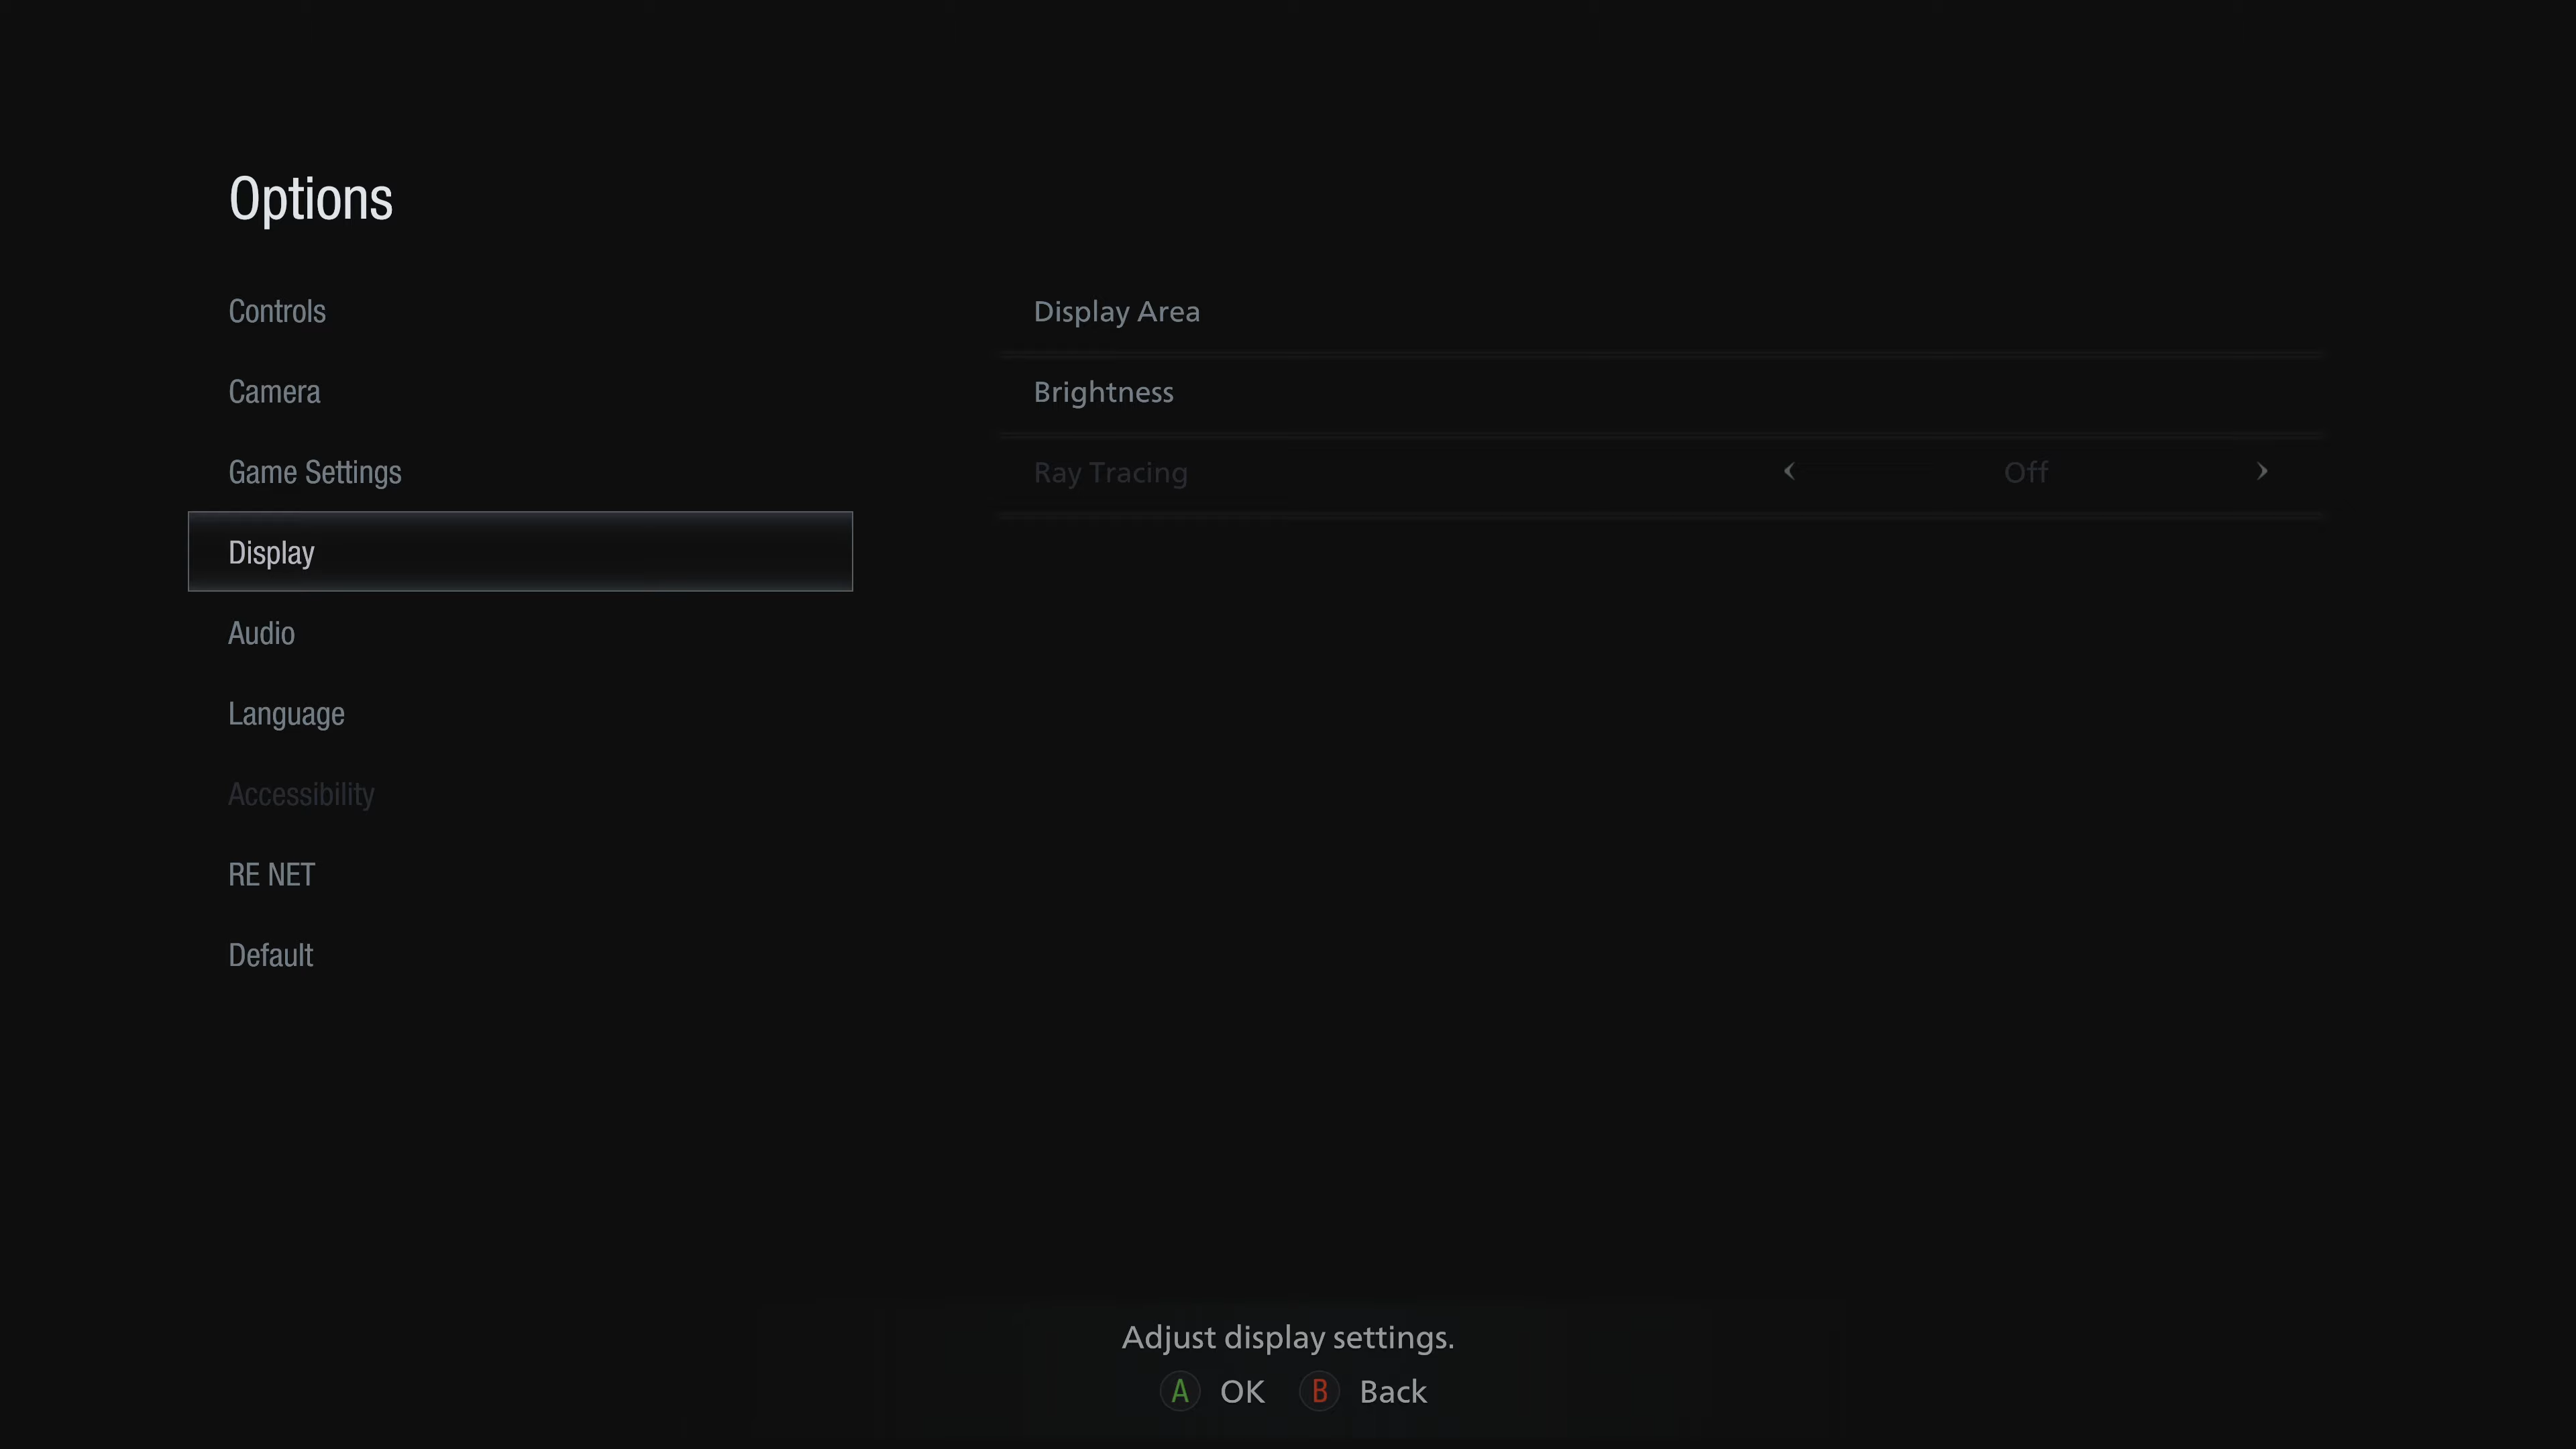 Options
Controls
Camera
Game Settings
Display
Audio
Language
Accessibility
RE NET
Default
Display Area
Brightness
Ray Tracing Off
Adjust display settings.
A OK B Back